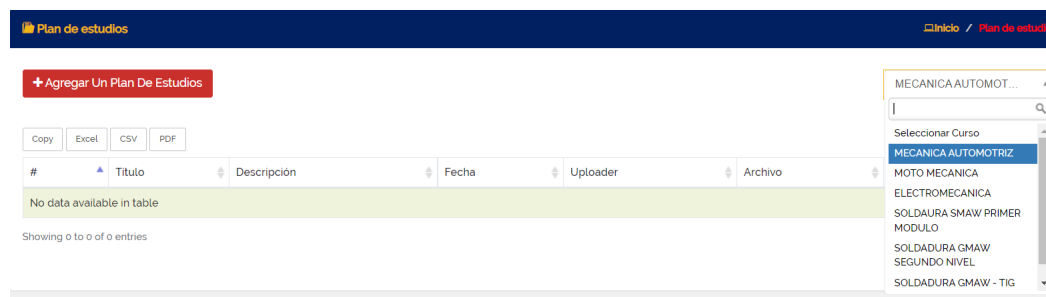 Plan de estudios
Inicio / Plan de estudi
+ Agregar Un Plan De Estudios
MECANICA AUTOMOT...
Copy Excel CSV PDF
Seleccionar Curso
MECANICA AUTOMOTRIZ
MOTO MECANICA
ELECTROMECANICA
SOLDAURA SMAW PRIMER
MODULO
SOLDADURA GMAW
SEGUNDO NIVEL
SOLDADURA GMAW - TIG
# Título Descripción Fecha Uploader Archivo
No data available in table
Showing 0 to 0 of 0 entries